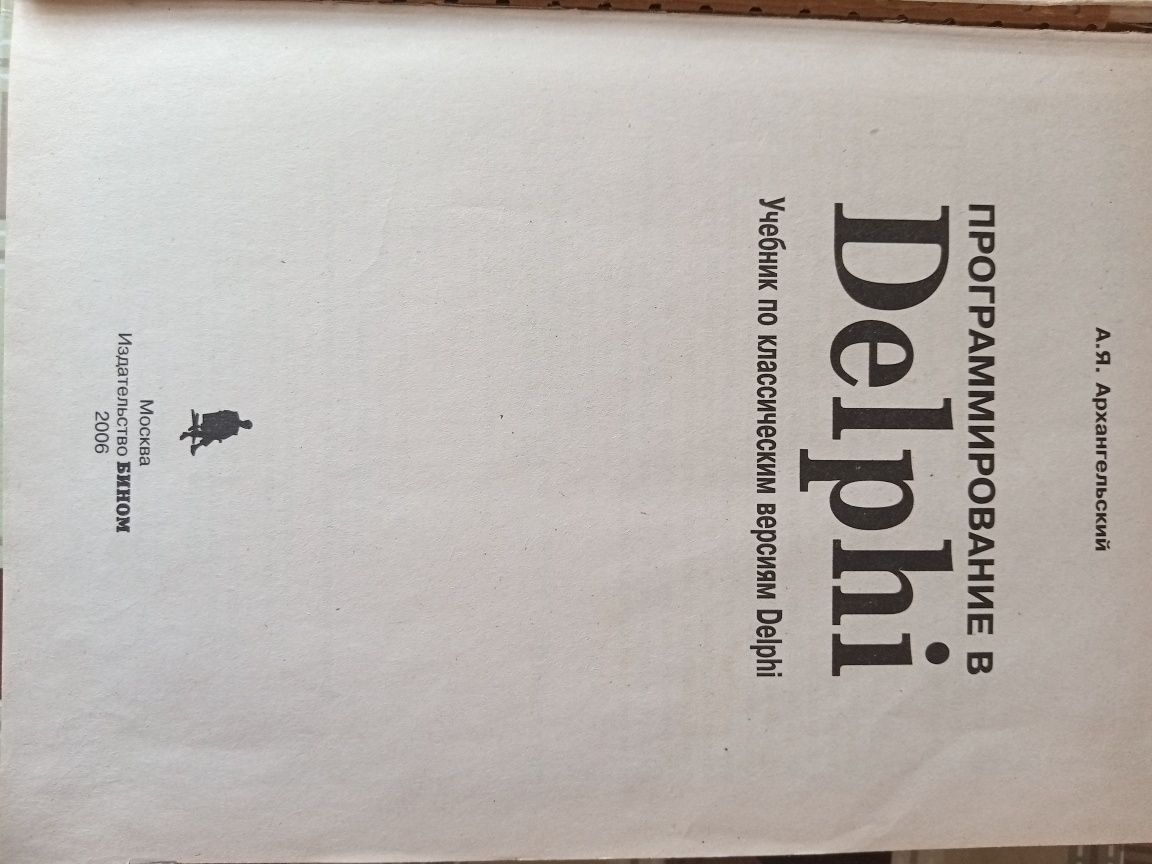 А.Я. Архангельский
ПРОГРАММИРОВАНИЕ В
Delphi
Учебник по классическим версиям Delphi
Москва
Издательство БИНОМ
2006